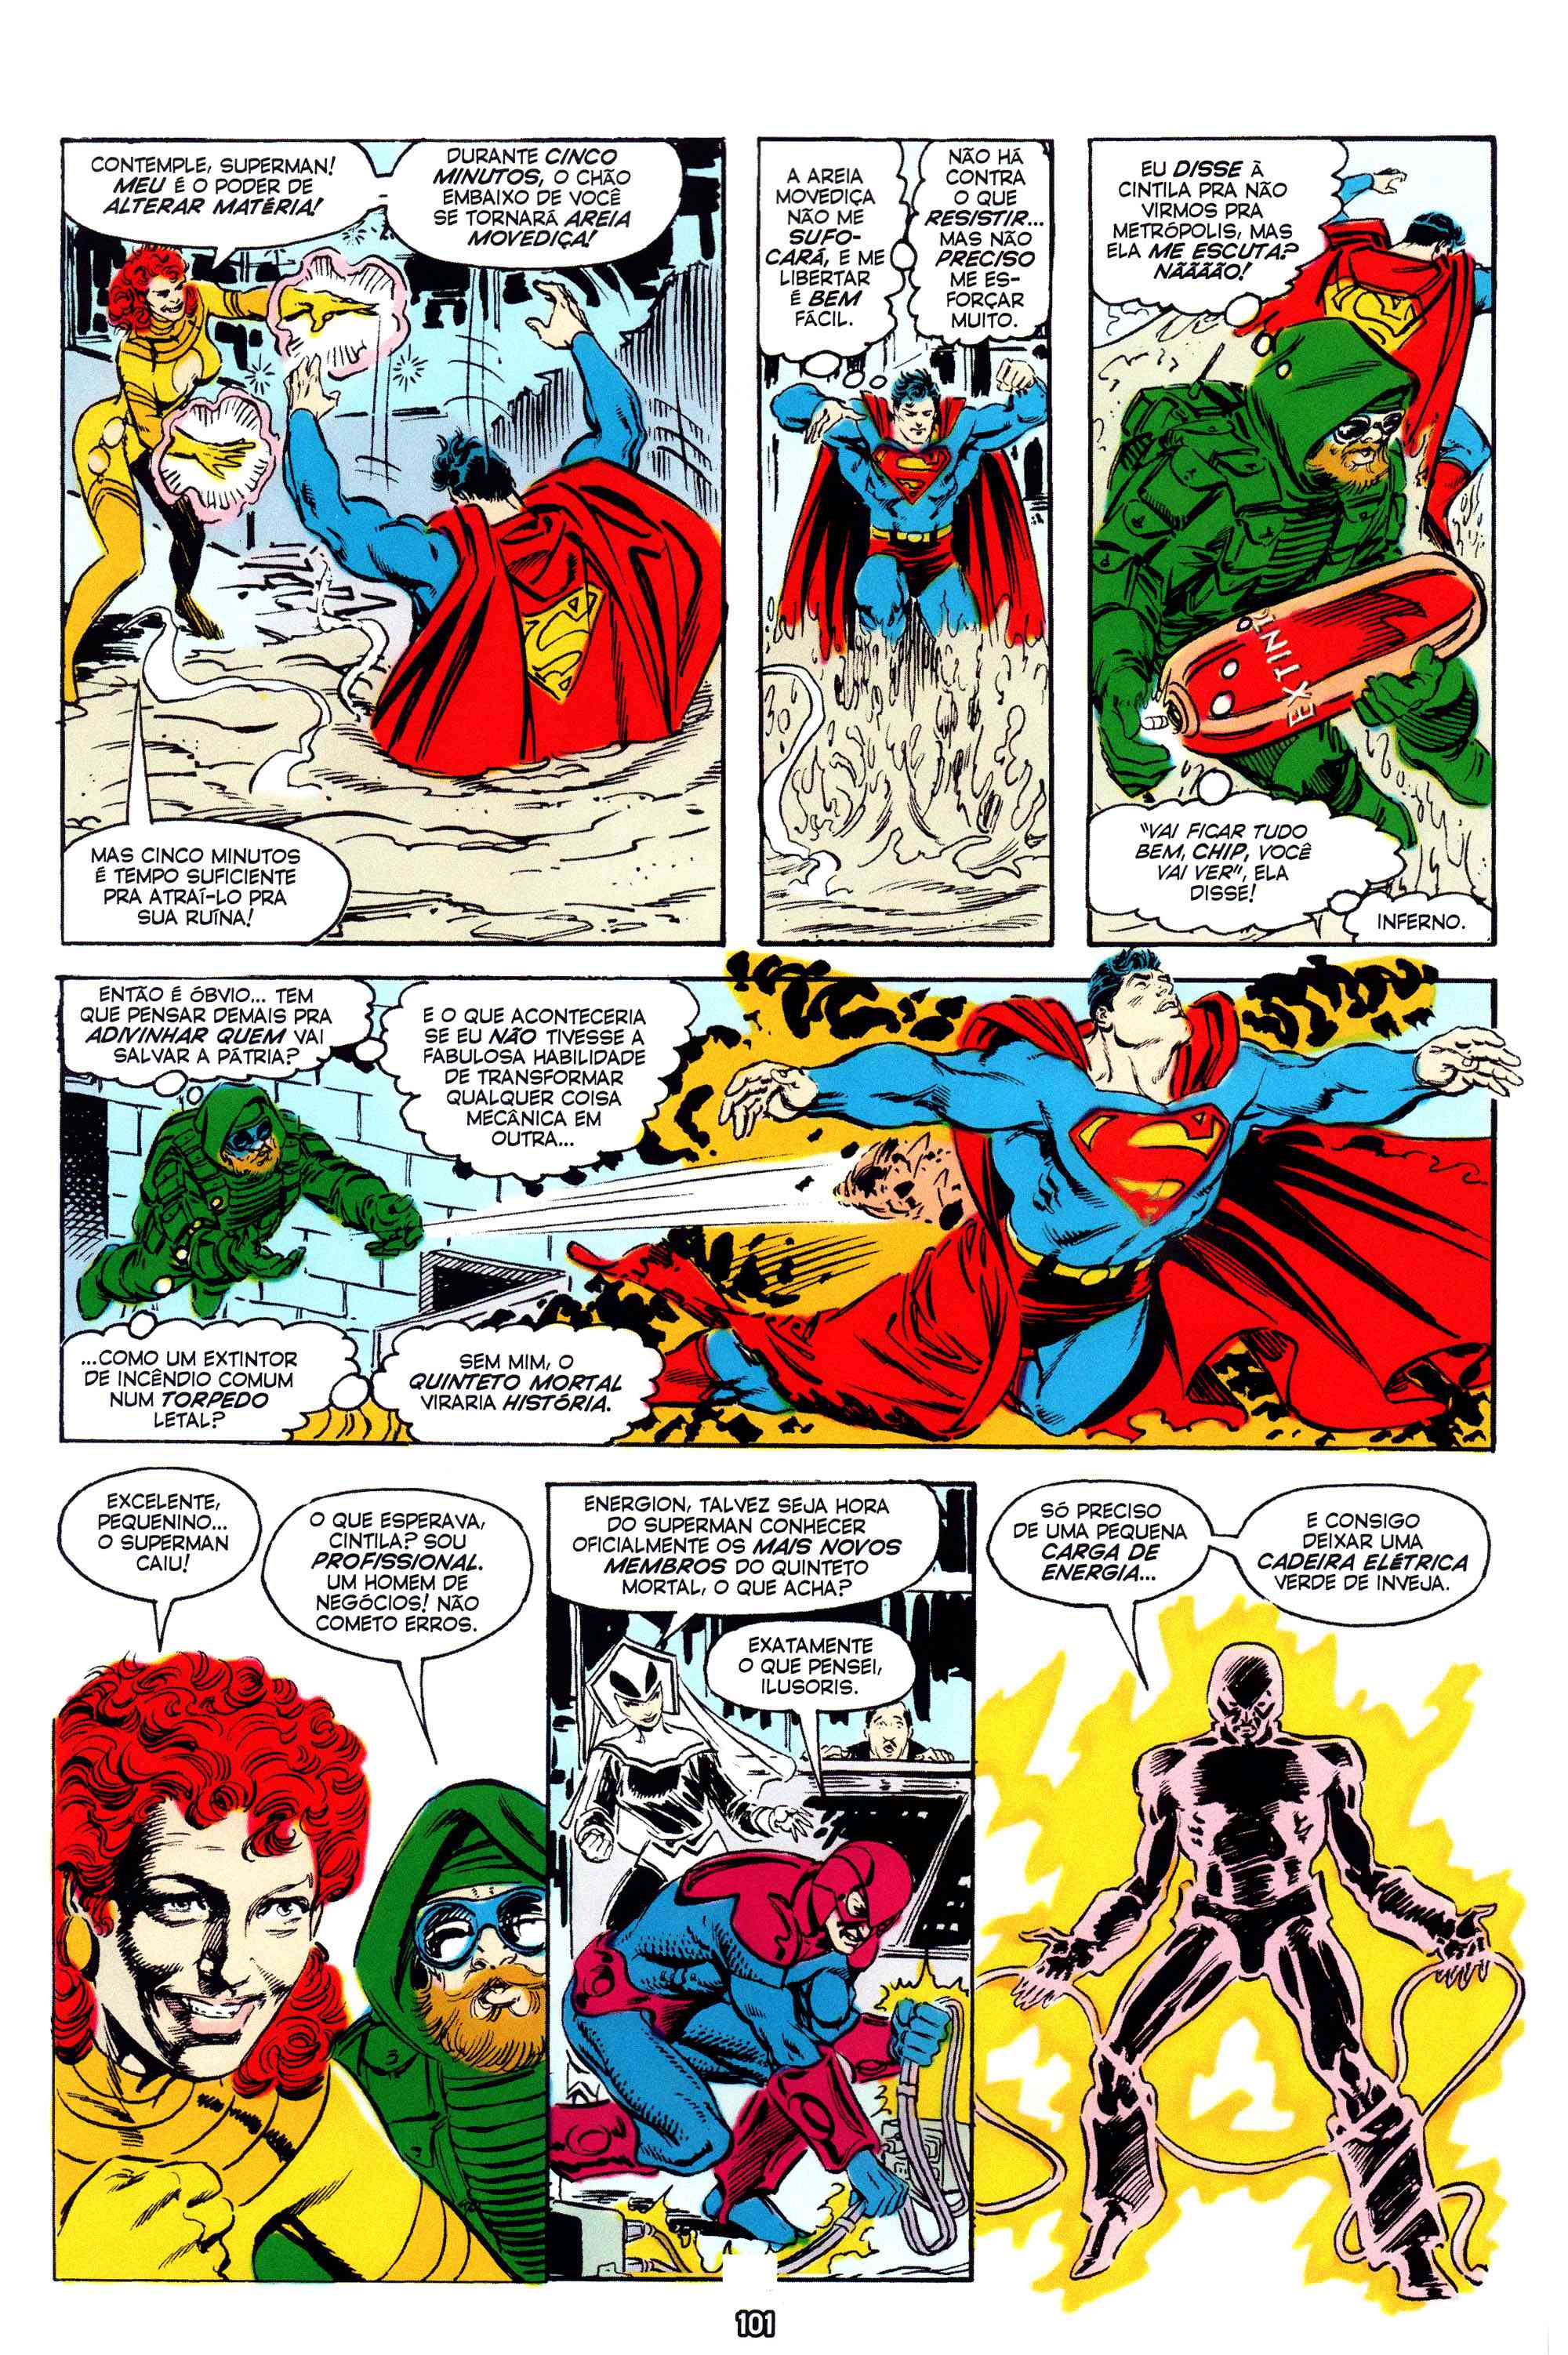 CONTEMPLE, SUPERMAN!
MEU É O PODER DE
ALTERAR MATÉRIA!
DURANTE CINCO
MINUTOS, O CHÃO
EMBAIXO DE VOCÊ
SE TORNARÁ AREIA
MOVEDIÇA!
MAS CINCO MINUTOS
É TEMPO SUFICIENTE
PRA ATRAÍ-LO PRA
SUA RUÍNA!
A AREIA
MOVEDIÇA
NÃO ME
SUFO-
CARÁ, E ME
LIBERTAR
É BEM
FÁCIL.
NÃO HÁ
CONTRA
O QUE
RESISTIR...
MAS NÃO
PRECISO
ME ES-
FORÇAR
MUITO.
EU DISSE À
CINTILA PRA NÃO
VIRMOS PRA
METRÓPOLIS, MAS
ELA ME ESCUTA?
NÃÃÃÃO!
EXTINT
"VAI FICAR TUDO
BEM, CHIP, VOCÊ
VAI VER", ELA
DISSE!
INFERNO.
ENTÃO É ÓBVIO... TEM
QUE PENSAR DEMAIS PRA
ADIVINHAR QUEM VAI
SALVAR A PÁTRIA?
E O QUE ACONTECERIA
SE EU NÃO TIVESSE A
FABULOSA HABILIDADE
DE TRANSFORMAR
QUALQUER COISA
MECÂNICA EM
OUTRA...
...COMO UM EXTINTOR
DE INCÊNDIO COMUM
NUM TORPEDO
LETAL?
SEM MIM, O
QUINTETO MORTAL
VIRARIA HISTÓRIA.
EXCELENTE,
PEQUENINO...
O SUPERMAN
CAIU!
O QUE ESPERAVA,
CINTILA? SOU
PROFISSIONAL.
UM HOMEM DE
NEGÓCIOS! NÃO
COMETO ERROS.
ENERGION, TALVEZ SEJA HORA
DO SUPERMAN CONHECER
OFICIALMENTE OS MAIS NOVOS
MEMBROS DO QUINTETO
MORTAL, O QUE ACHA?
EXATAMENTE
O QUE PENSEI,
ILUSORIS.
SÓ PRECISO
DE UMA PEQUENA
CARGA DE
ENERGIA...
E CONSIGO
DEIXAR UMA
CADEIRA ELÉTRICA
VERDE DE INVEJA.
101